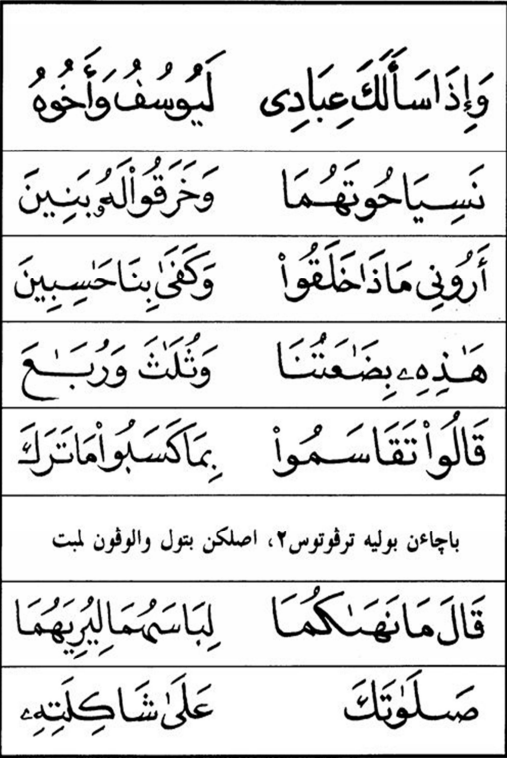 وَإِذَا سَأَلَكَ عِبَادِى لَيُوسُفُ وَأَخُوهُ
نَسِيَا حُوتَهُمَا وَخَرَقُوا۟ لَهُۥ بَنِينَ
أَرُونِى مَاذَا خَلَقُوا۟ وَكَفَىٰ بِنَا حَٰسِبِينَ
هَٰذِهِۦ بِضَٰعَتُنَا وَثُلَٰثَ وَرُبَٰعَ
قَالُوا۟ تَقَاسَمُوا۟ بِمَا كَسَبُوا۟ مَا تَرَكَ
باچاءن بوليه ترڤوتوس٢، اصلكن بتول والوڤون لمبت
قَالَ مَا نَهَىٰكُمَا لِبَاسَهُمَا لِيُرِيَهُمَا
صَلَوٰتَكَ عَلَىٰ شَاكِلَتِهِۦ